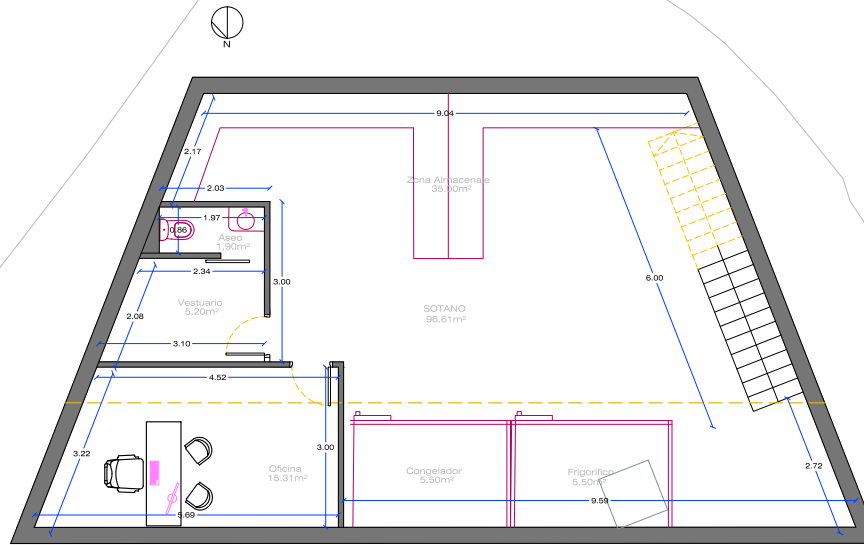 N
9.04
2.17
2.03
1.97
0.86
Aseo
1,90m²
2.34
3.00
Zona Almacenaje
35.00m²
6.00
Vestuario
5.20m²
2.08
SOTANO
96.61m²
3.10
4.52
3.22
3.00
Oficina
15.31m²
Congelador
5.50m²
Frigorifico
5.50m²
2.72
9.59
5.69